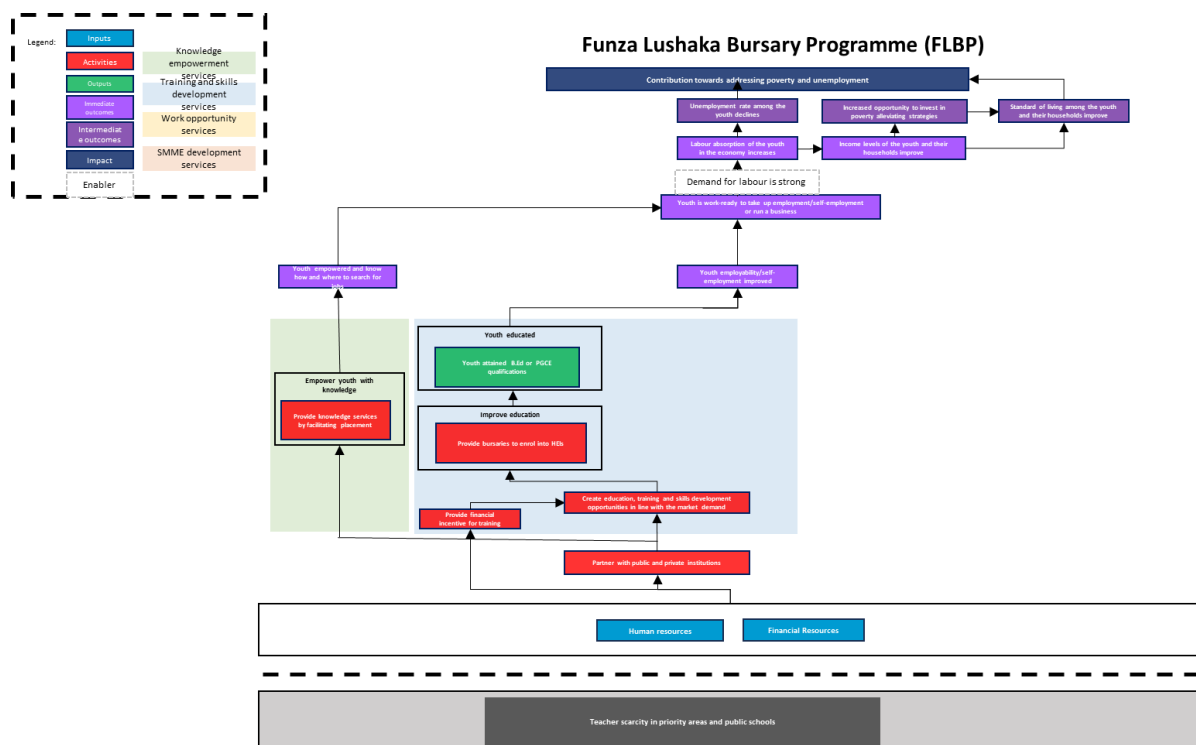 Legend:
Inputs
Activities
Outputs
Immediate
outcomes
Intermediat
e outcomes
Impact
Enabler
Knowledge
empowerment
services
Training and skills
development
services
Work opportunity
services
SMME development
services
Funza Lushaka Bursary Programme (FLBP)
Contribution towards addressing poverty and unemployment
Unemployment rate among the
youth declines
Increased opportunity to invest in
poverty alleviating strategies
Standard of living among the youth
and their households improve
Labour absorption of the youth
in the economy increases
Income levels of the youth and their
households improve
Demand for labour is strong
Youth is work-ready to take up employment/self-employment
or run a business
Youth empowered and know
how and where to search for
jobs
Youth employability/self-
employment improved
Youth educated
Youth attained B.Ed or PGCE
qualifications
Empower youth with
knowledge
Provide knowledge services
by facilitating placement
Improve education
Provide bursaries to enrol into HEIs
Create education, training and skills development
opportunities in line with the market demand
Provide financial
incentive for training
Partner with public and private institutions
Human resources
Financial Resources
Teacher scarcity in priority areas and public schools